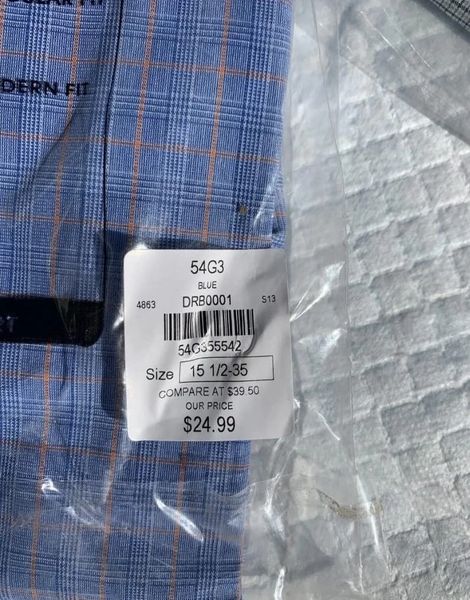 DERN FIT
54G3
BLUE
4863 DRB0001 S13
54G355542
Size 15 1/2-35
COMPARE AT $39.50
OUR PRICE
$24.99